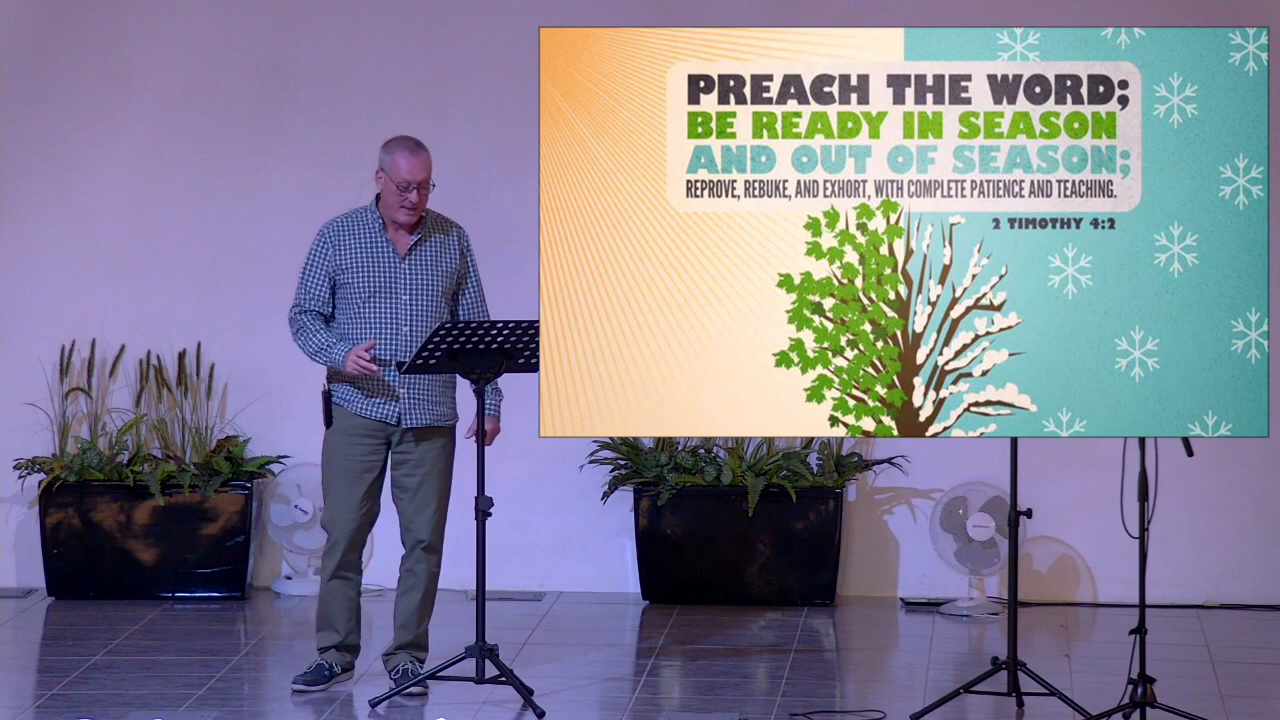 PREACH THE WORD;
BE READY IN SEASON
AND OUT OF SEASON;
REPROVE, REBUKE, AND EXHORT, WITH COMPLETE PATIENCE AND TEACHING.
2 TIMOTHY 4:2